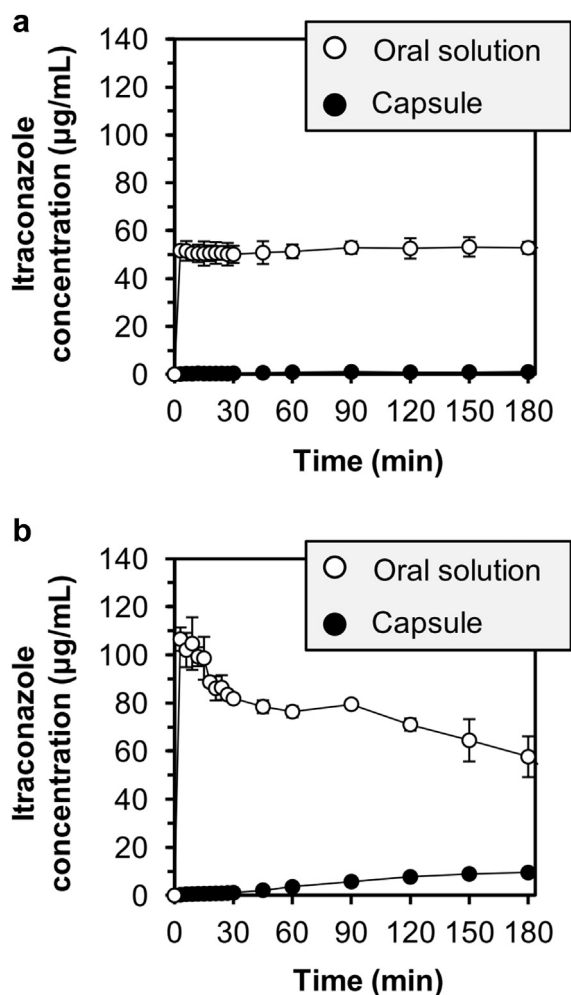 a
140
120
100
80
60
40
20
0
Itraconazole
concentration (µg/mL)
Oral solution
Capsule
0 30 60 90 120 150 180
Time (min)
b
140
120
100
80
60
40
20
0
Itraconazole
concentration (µg/mL)
Oral solution
Capsule
0 30 60 90 120 150 180
Time (min)